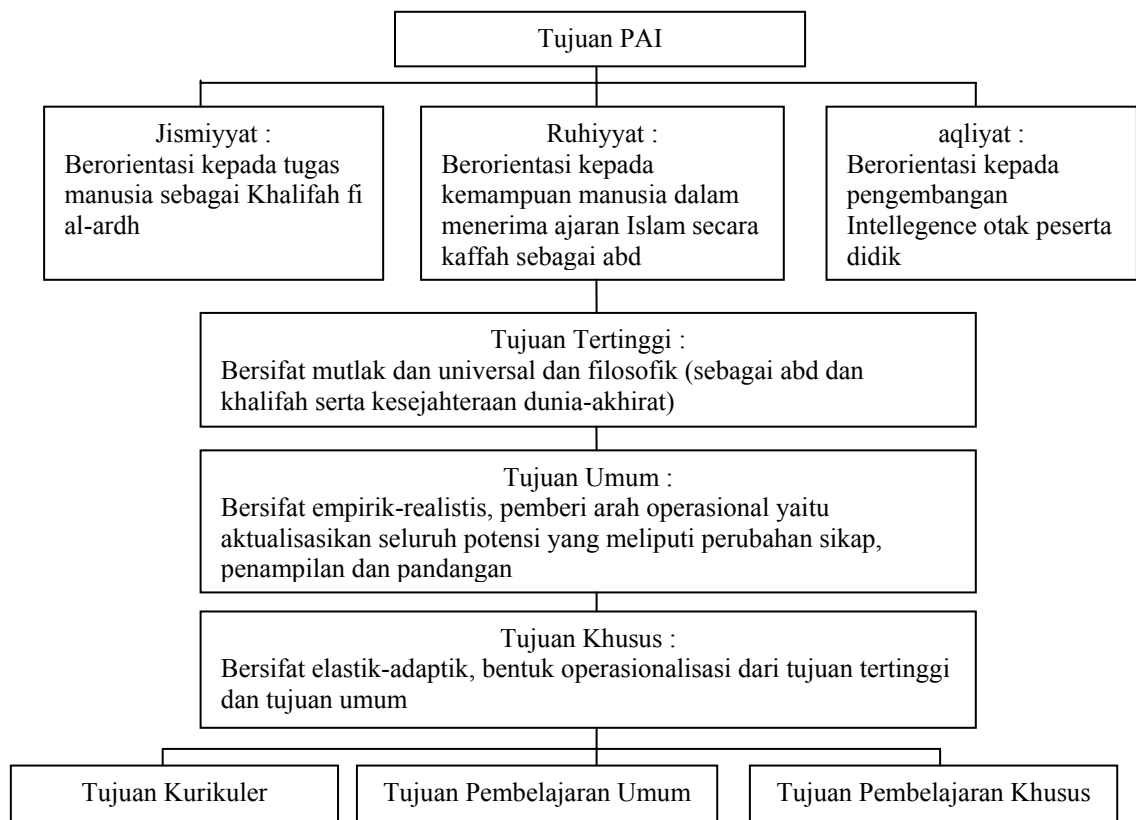 Tujuan PAI
Jismiyyat :
Berorientasi kepada tugas
manusia sebagai Khalifah fi
al-ardh
Ruhiyyat :
Berorientasi kepada
kemampuan manusia dalam
menerima ajaran Islam secara
kaffah sebagai abd
aqliyat :
Berorientasi kepada
pengembangan
Intellegence otak peserta
didik
Tujuan Tertinggi :
Bersifat mutlak dan universal dan filosofik (sebagai abd dan
khalifah serta kesejahteraan dunia-akhirat)
Tujuan Umum :
Bersifat empirik-realistis, pemberi arah operasional yaitu
aktualisasikan seluruh potensi yang meliputi perubahan sikap,
penampilan dan pandangan
Tujuan Khusus :
Bersifat elastik-adaptik, bentuk operasionalisasi dari tujuan tertinggi
dan tujuan umum
Tujuan Kurikuler
Tujuan Pembelajaran Umum
Tujuan Pembelajaran Khusus